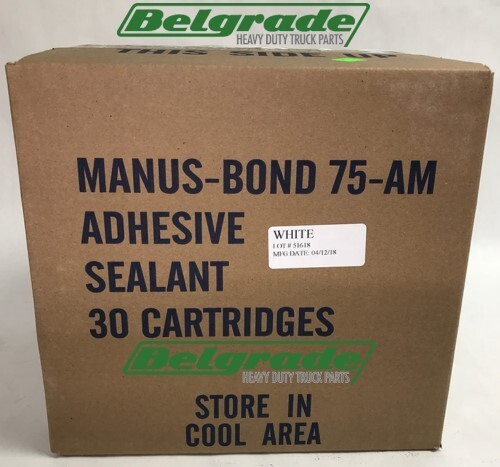 Belgrade
HEAVY DUTY TRUCK PARTS
THIS SIDE UP
MANUS-BOND 75-AM
ADHESIVE
WHITE
LOT # 51618
MFG DATE: 04/12/18
SEALANT
30 CARTRIDGES
Belgrade
HEAVY DUTY TRUCK PARTS
STORE IN
COOL AREA